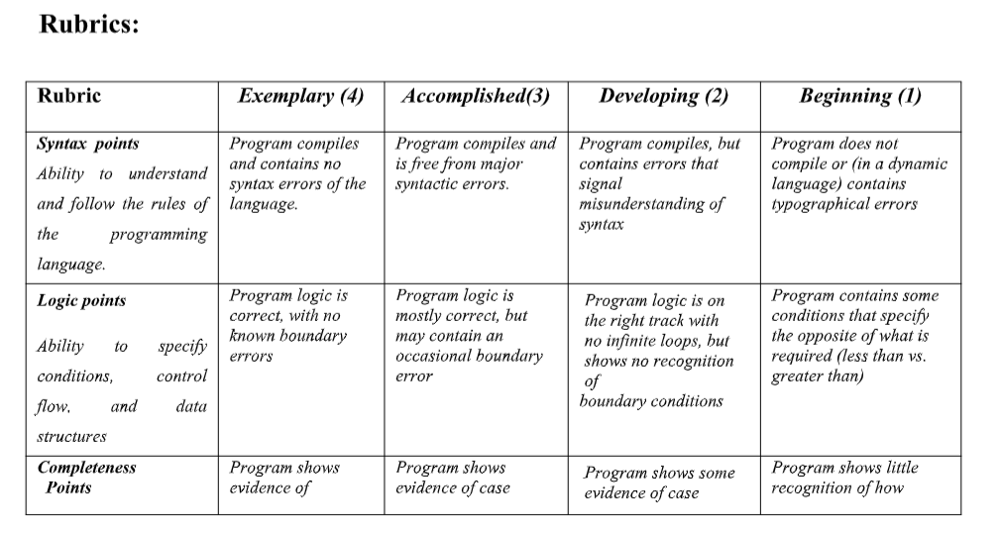 Rubrics:
Rubric
Exemplary (4)
Accomplished(3)
Developing (2)
Beginning (1)
Syntax points
Ability to understand
and follow the rules of
the programming
language.
Program compiles
and contains no
syntax errors of the
language.
Program compiles and
is free from major
syntactic errors.
Program compiles, but
contains errors that
signal
misunderstanding of
syntax
Program does not
compile or (in a dynamic
language) contains
typographical errors
Logic points
Ability to specify
conditions, control
flow, and data
structures
Program logic is
correct, with no
known boundary
errors
Program logic is
mostly correct, but
may contain an
occasional boundary
error
Program logic is on
the right track with
no infinite loops, but
shows no recognition
of
boundary conditions
Program contains some
conditions that specify
the opposite of what is
required (less than vs.
greater than)
Completeness
Points
Program shows
evidence of
Program shows
evidence of case
Program shows some
evidence of case
Program shows little
recognition of how